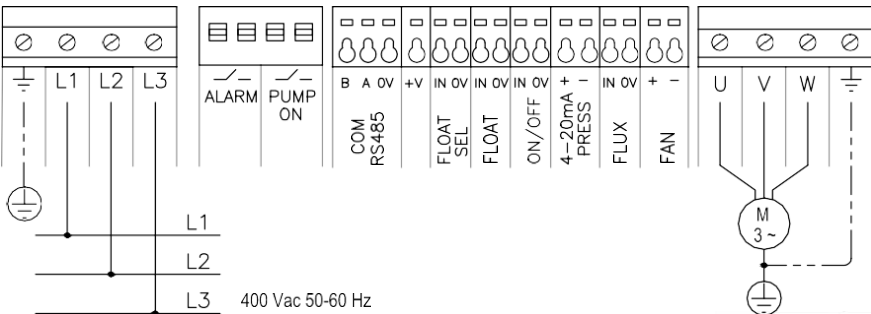 L1 L2 L3
ALARM
PUMP ON
B A 0V +V IN 0V IN 0V IN 0V + - IN 0V + -
COM RS485
FLOAT SEL
FLOAT
ON/OFF
4-20mA PRESS
FLUX
FAN
U V W
M
3~
L1
L2
L3 400 Vac 50-60 Hz